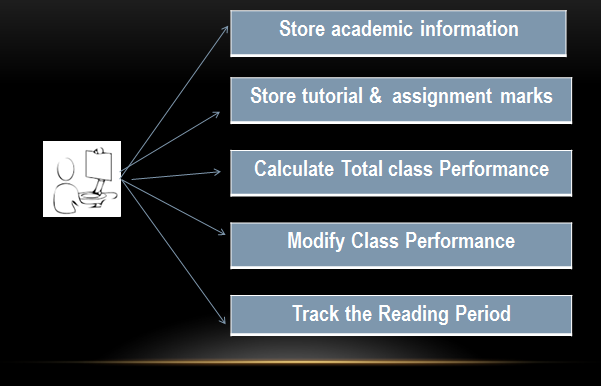 Store academic information
Store tutorial & assignment marks
Calculate Total class Performance
Modify Class Performance
Track the Reading Period